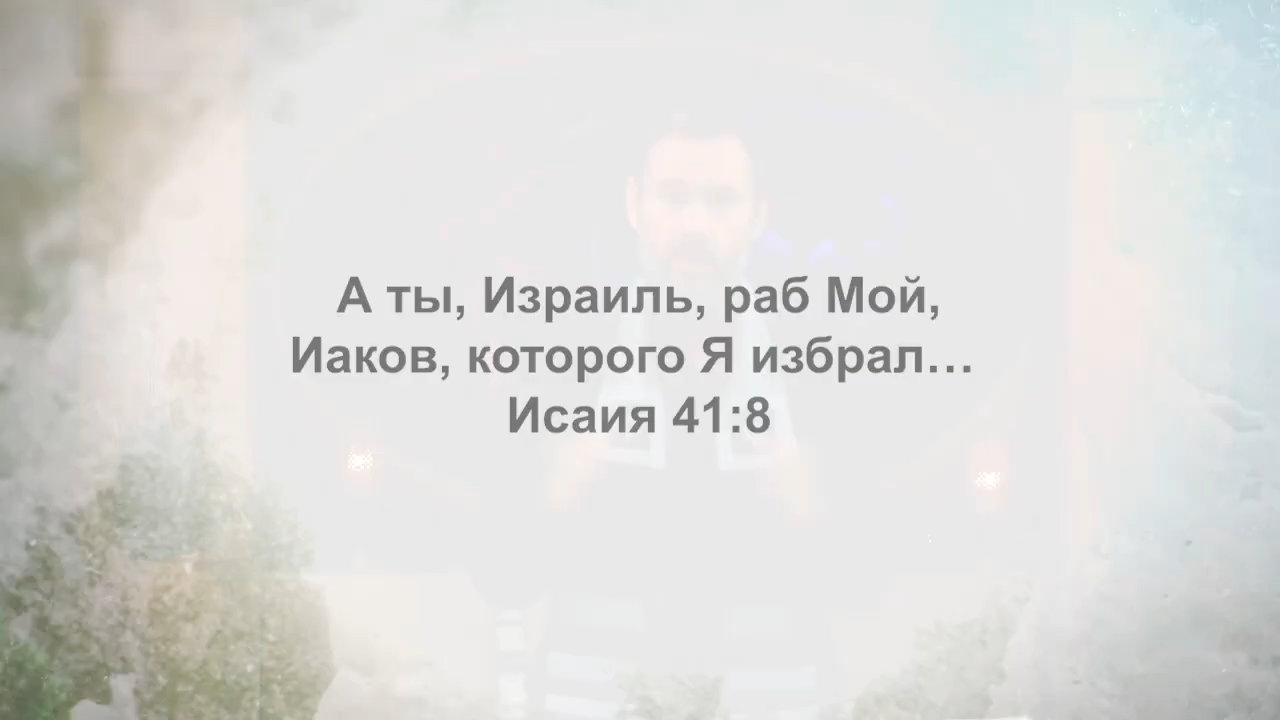 А ты, Израиль, раб Мой,
Иаков, которого Я избрал…
Исаия 41:8